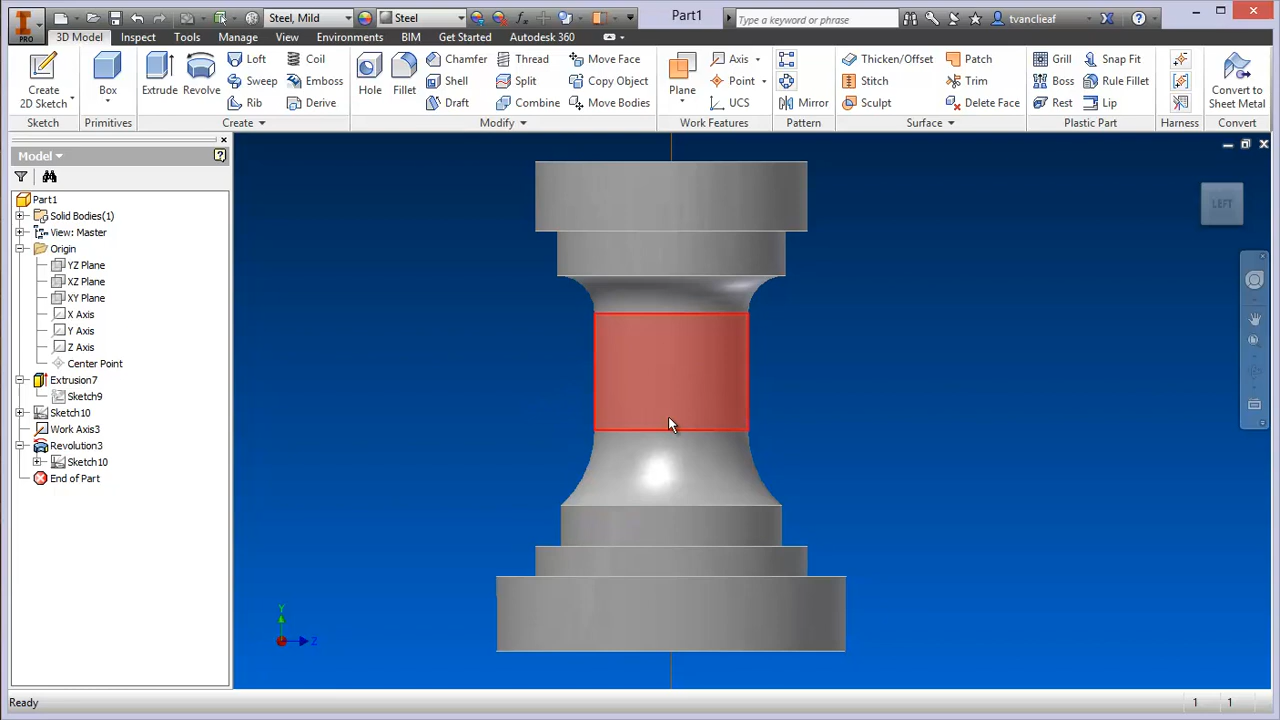 Steel, Mild
Steel
fx
Part1
Type a keyword or phrase
tvanclieaf
PRO
3D Model
Inspect
Tools
Manage
View
Environments
BIM
Get Started
Autodesk 360
Create
2D Sketch
Box
Extrude
Revolve
Loft
Sweep
Rib
Coil
Emboss
Derive
Hole
Fillet
Chamfer
Shell
Draft
Thread
Split
Combine
Move Face
Copy Object
Move Bodies
Plane
Axis
Point
UCS
Mirror
Thicken/Offset
Stitch
Sculpt
Patch
Trim
Delete Face
Grill
Boss
Rest
Snap Fit
Rule Fillet
Lip
Convert to
Sheet Metal
Sketch
Primitives
Create
Modify
Work Features
Pattern
Surface
Plastic Part
Harness
Convert
Model
Part1
Solid Bodies(1)
View: Master
Origin
YZ Plane
XZ Plane
XY Plane
X Axis
Y Axis
Z Axis
Center Point
Extrusion7
Sketch9
Sketch10
Work Axis3
Revolution3
Sketch10
End of Part
LEFT
Y
Z
Ready
1
1